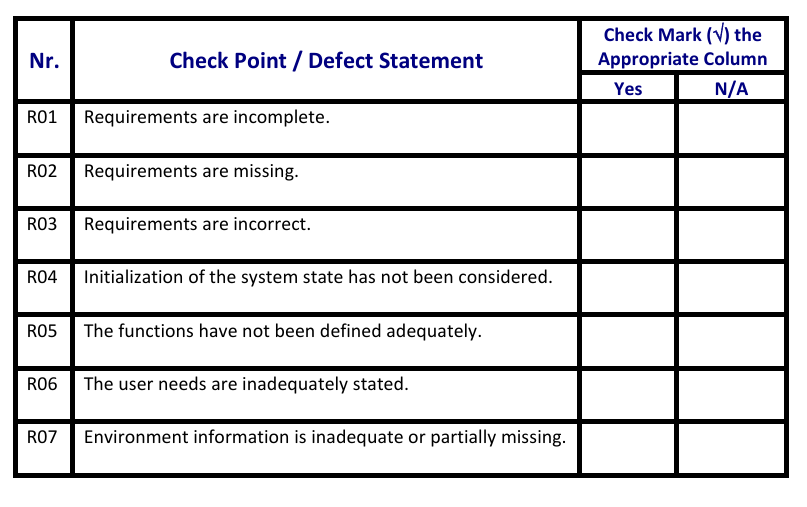 Nr.
Check Point / Defect Statement
Check Mark (√) the
Appropriate Column
Yes
N/A
R01 Requirements are incomplete.
R02 Requirements are missing.
R03 Requirements are incorrect.
R04 Initialization of the system state has not been considered.
R05 The functions have not been defined adequately.
R06 The user needs are inadequately stated.
R07 Environment information is inadequate or partially missing.